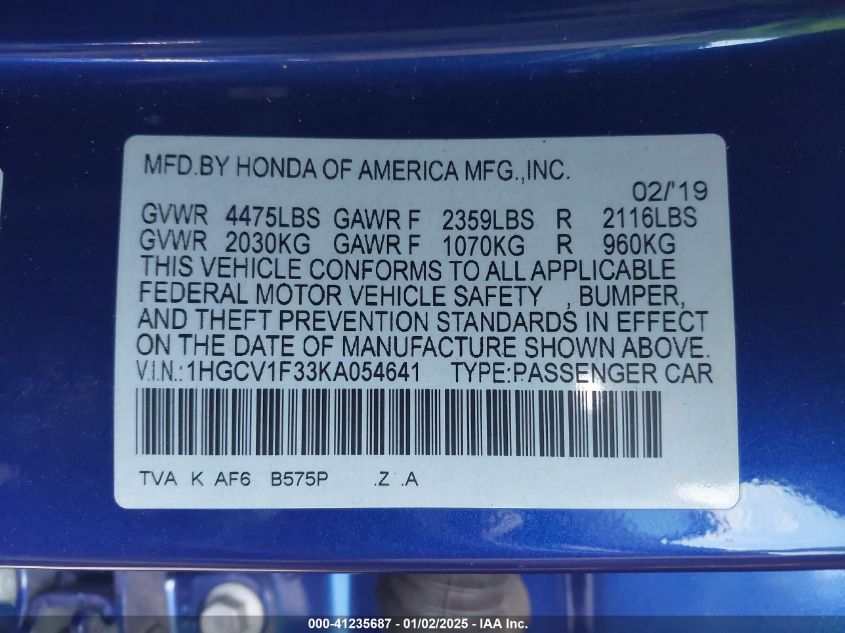 MFD.BY HONDA OF AMERICA MFG.,INC.
02/'19
GVWR 4475LBS GAWR F 2359LBS R 2116LBS
GVWR 2030KG GAWR F 1070KG R 960KG
THIS VEHICLE CONFORMS TO ALL APPLICABLE
FEDERAL MOTOR VEHICLE SAFETY , BUMPER,
AND THEFT PREVENTION STANDARDS IN EFFECT
ON THE DATE OF MANUFACTURE SHOWN ABOVE.
V.I.N.:1HGCV1F33KA054641 TYPE:PASSENGER CAR
TVA K AF6 B575P .Z .A
000-41235687 - 01/02/2025 - © IAA Inc.